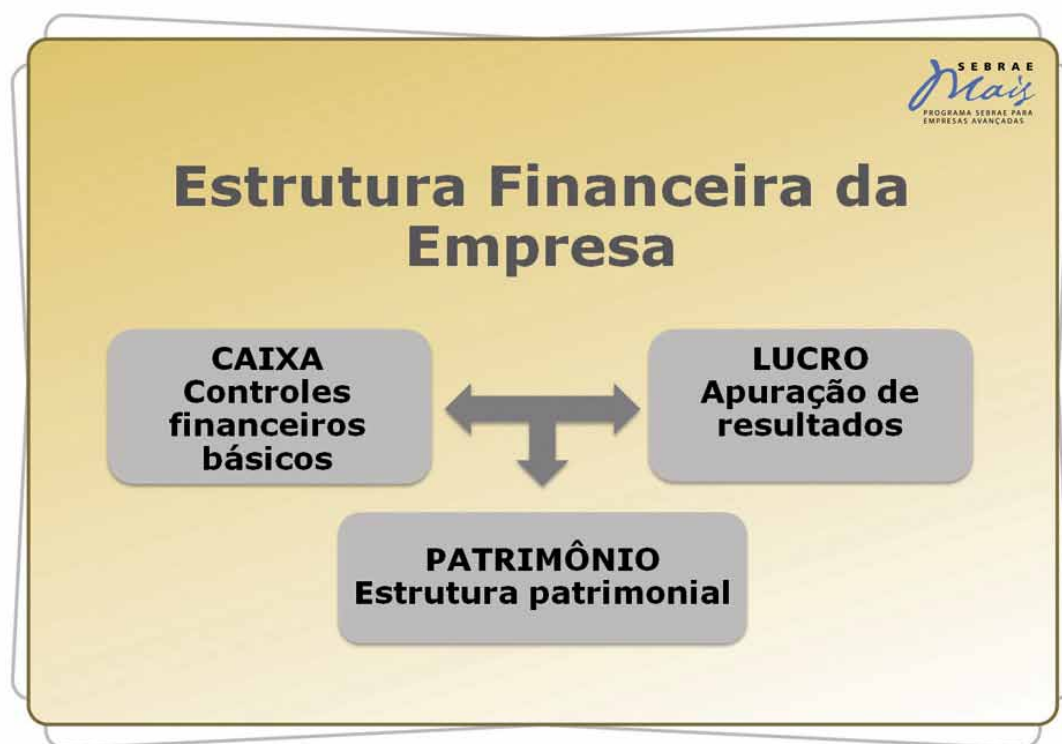 SEBRAE
Mais
PROGRAMA SEBRAE PARA
EMPRESAS AVANÇADAS
Estrutura Financeira da
Empresa
CAIXA
Controles
financeiros
básicos
LUCRO
Apuração de
resultados
PATRIMÔNIO
Estrutura patrimonial